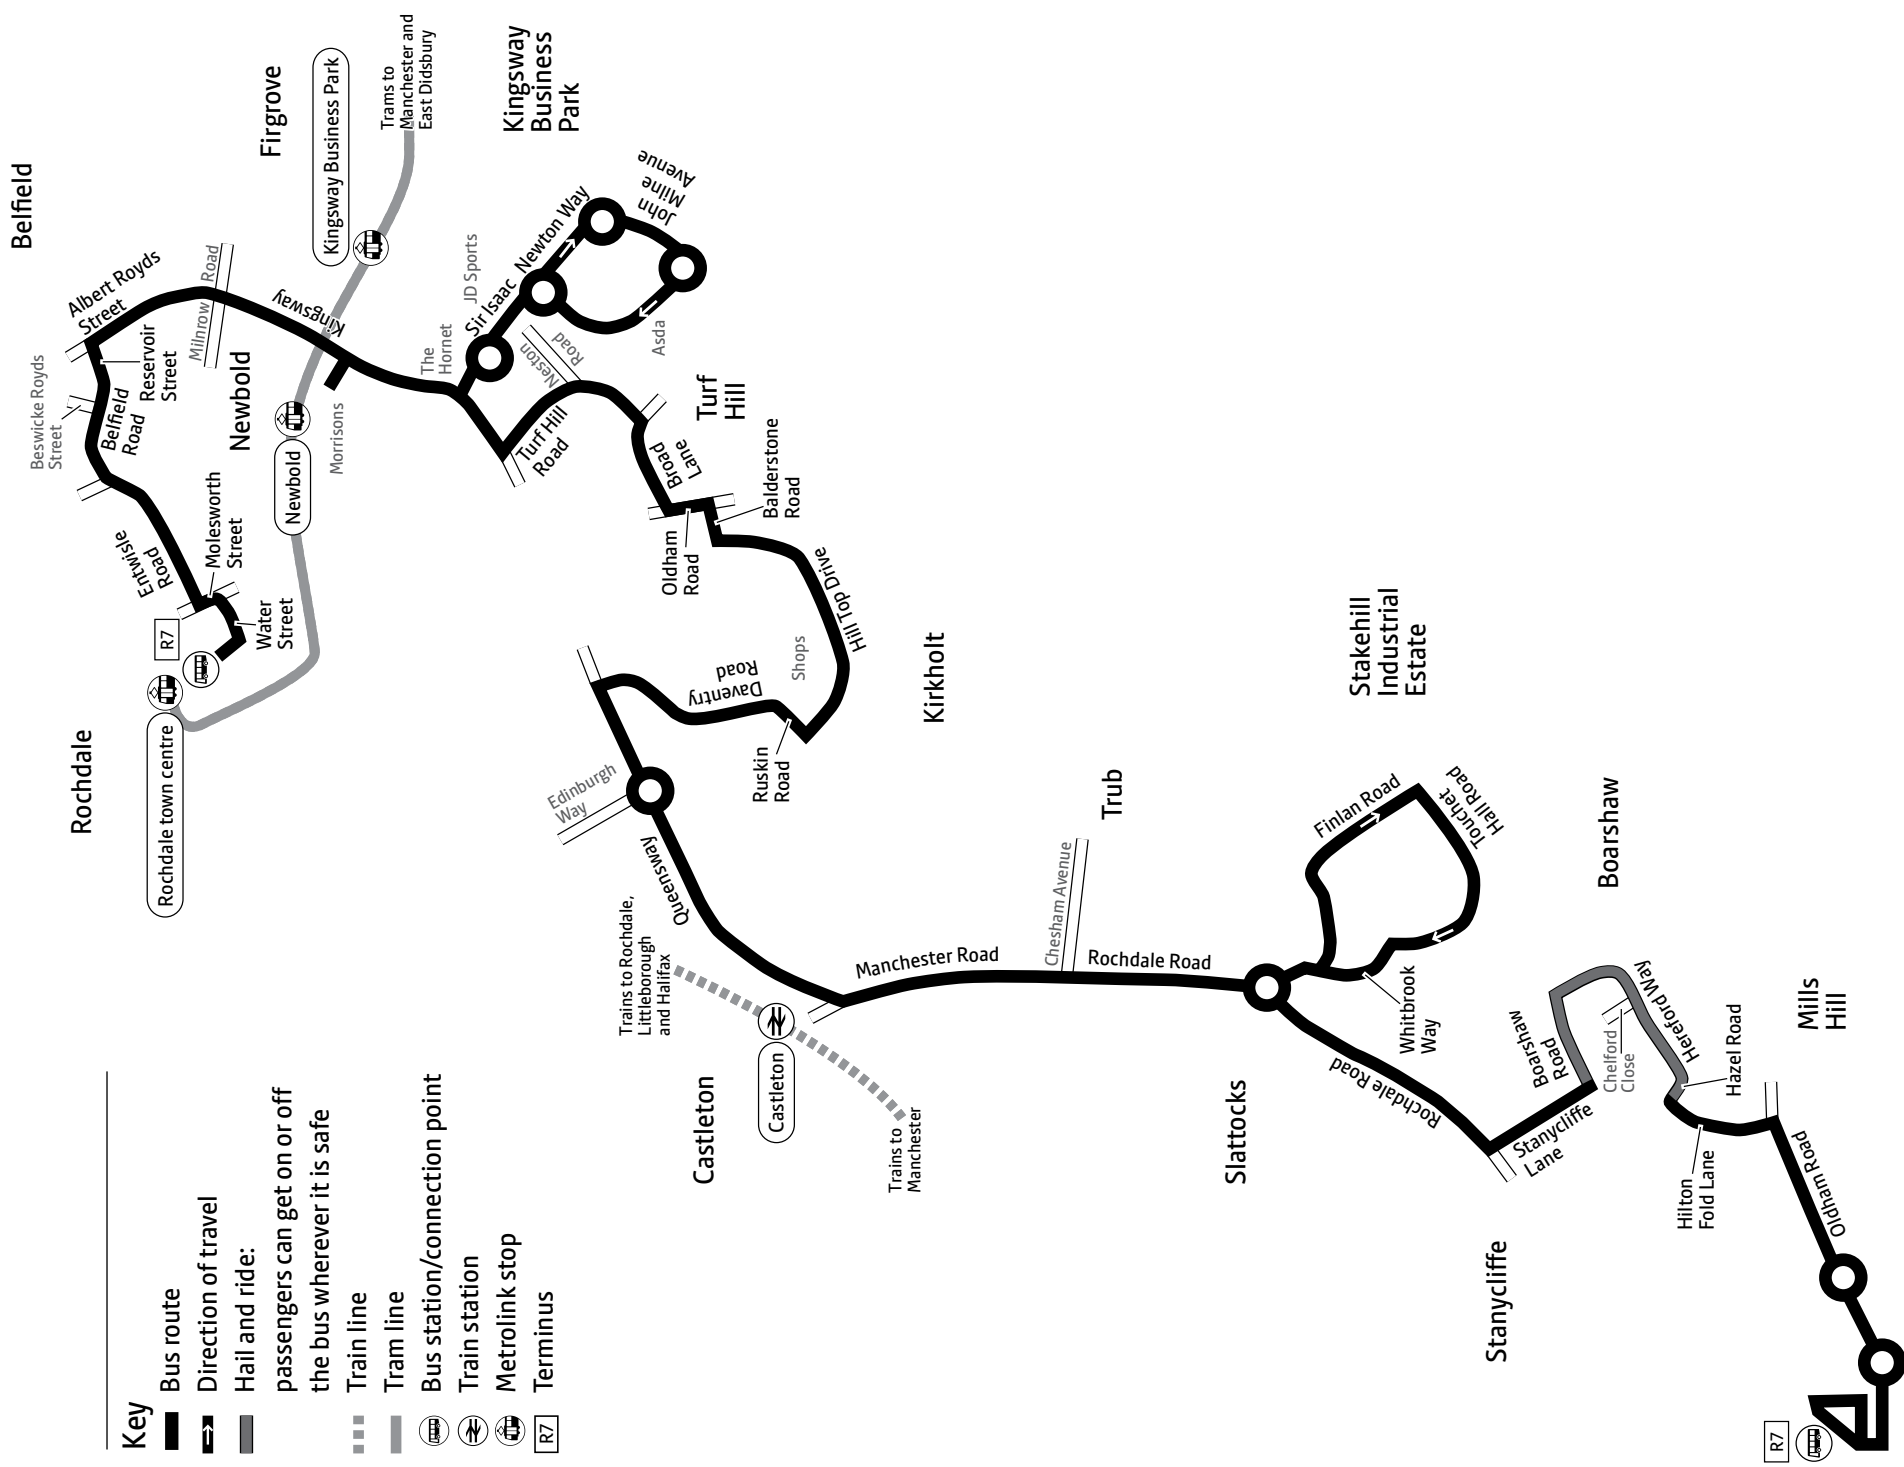 Key
Bus route
Direction of travel
Hail and ride:
passengers can get on or off
the bus wherever it is safe
Train line
Tram line
Bus station/connection point
Train station
Metrolink stop
R7
Terminus
Rochdale
Rochdale town centre
R7
Water
Street
Molesworth
Street
Entwisle
Road
Newbold
Newbold
Morrisons
Beswicke Royds
Street
Belfield
Road
Reservoir
Street
Albert Royds
Street
Belfield
Milnrow Road
Kingsway
Firgrove
Kingsway Business Park
Trams to
Manchester and
East Didsbury
Kingsway
Business
Park
The
Hornet
JD Sports
Sir Isaac Newton Way
John
Milne
Avenue
Asda
Neston
Road
Turf Hill
Road
Turf
Hill
Broad
Lane
Oldham
Road
Balderstone
Road
Hill Top Drive
Shops
Kirkholt
Daventry
Road
Ruskin
Road
Edinburgh
Way
Queensway
Trains to Rochdale,
Littleborough
and Halifax
Castleton
Castleton
Trains to
Manchester
Manchester Road
Chesham Avenue
Trub
Rochdale Road
Slattocks
Stakehill
Industrial
Estate
Finlan Road
Touchet
Hall Road
Whitbrook
Way
Rochdale Road
Stanycliffe
Stanycliffe
Lane
Boarshaw
Boarshaw
Road
Chelford
Close
Hereford Way
Hazel Road
Hilton
Fold Lane
Mills
Hill
Oldham Road
R7